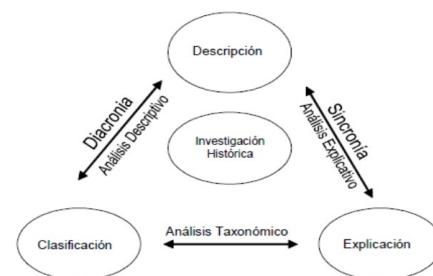 Descripción
Diacronía
Análisis Descriptivo
Sincronía
Análisis Explicativo
Investigación
Histórica
Clasificación
Análisis Taxonómico
Explicación